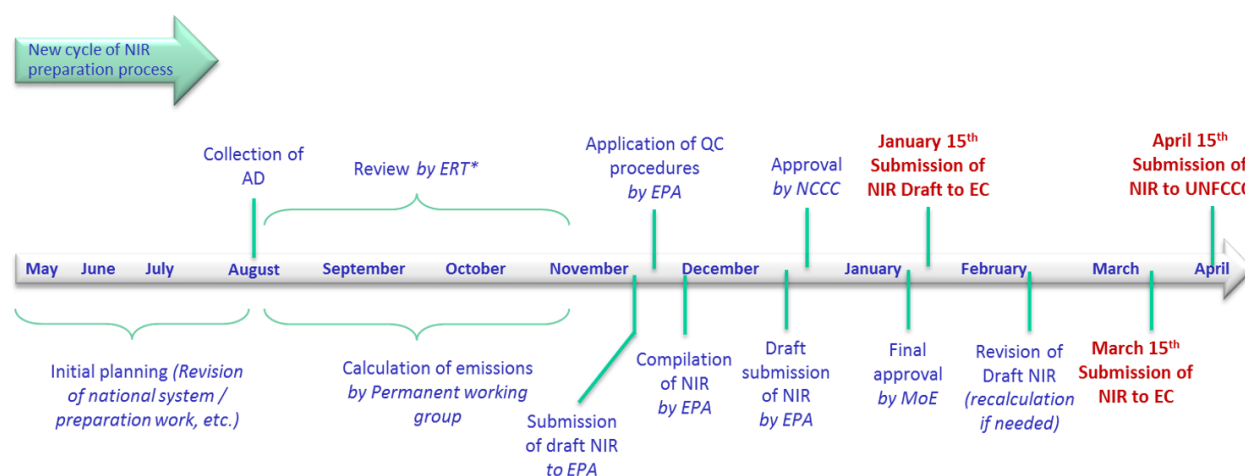 New cycle of NIR
preparation process
Collection of
AD
Review by ERT*
Application of QC
procedures
by EPA
Approval
by NCCC
January 15th
Submission of
NIR Draft to EC
April 15th
Submission of
NIR to UNFCCC
May June July August September October November December January February March April
Initial planning (Revision
of national system /
preparation work, etc.)
Calculation of emissions
by Permanent working
group
Submission
of draft NIR
to EPA
Compilation
of NIR
by EPA
Draft
submission
of NIR
by EPA
Final
approval
by MoE
Revision of
Draft NIR
(recalculation
if needed)
March 15th
Submission of
NIR to EC